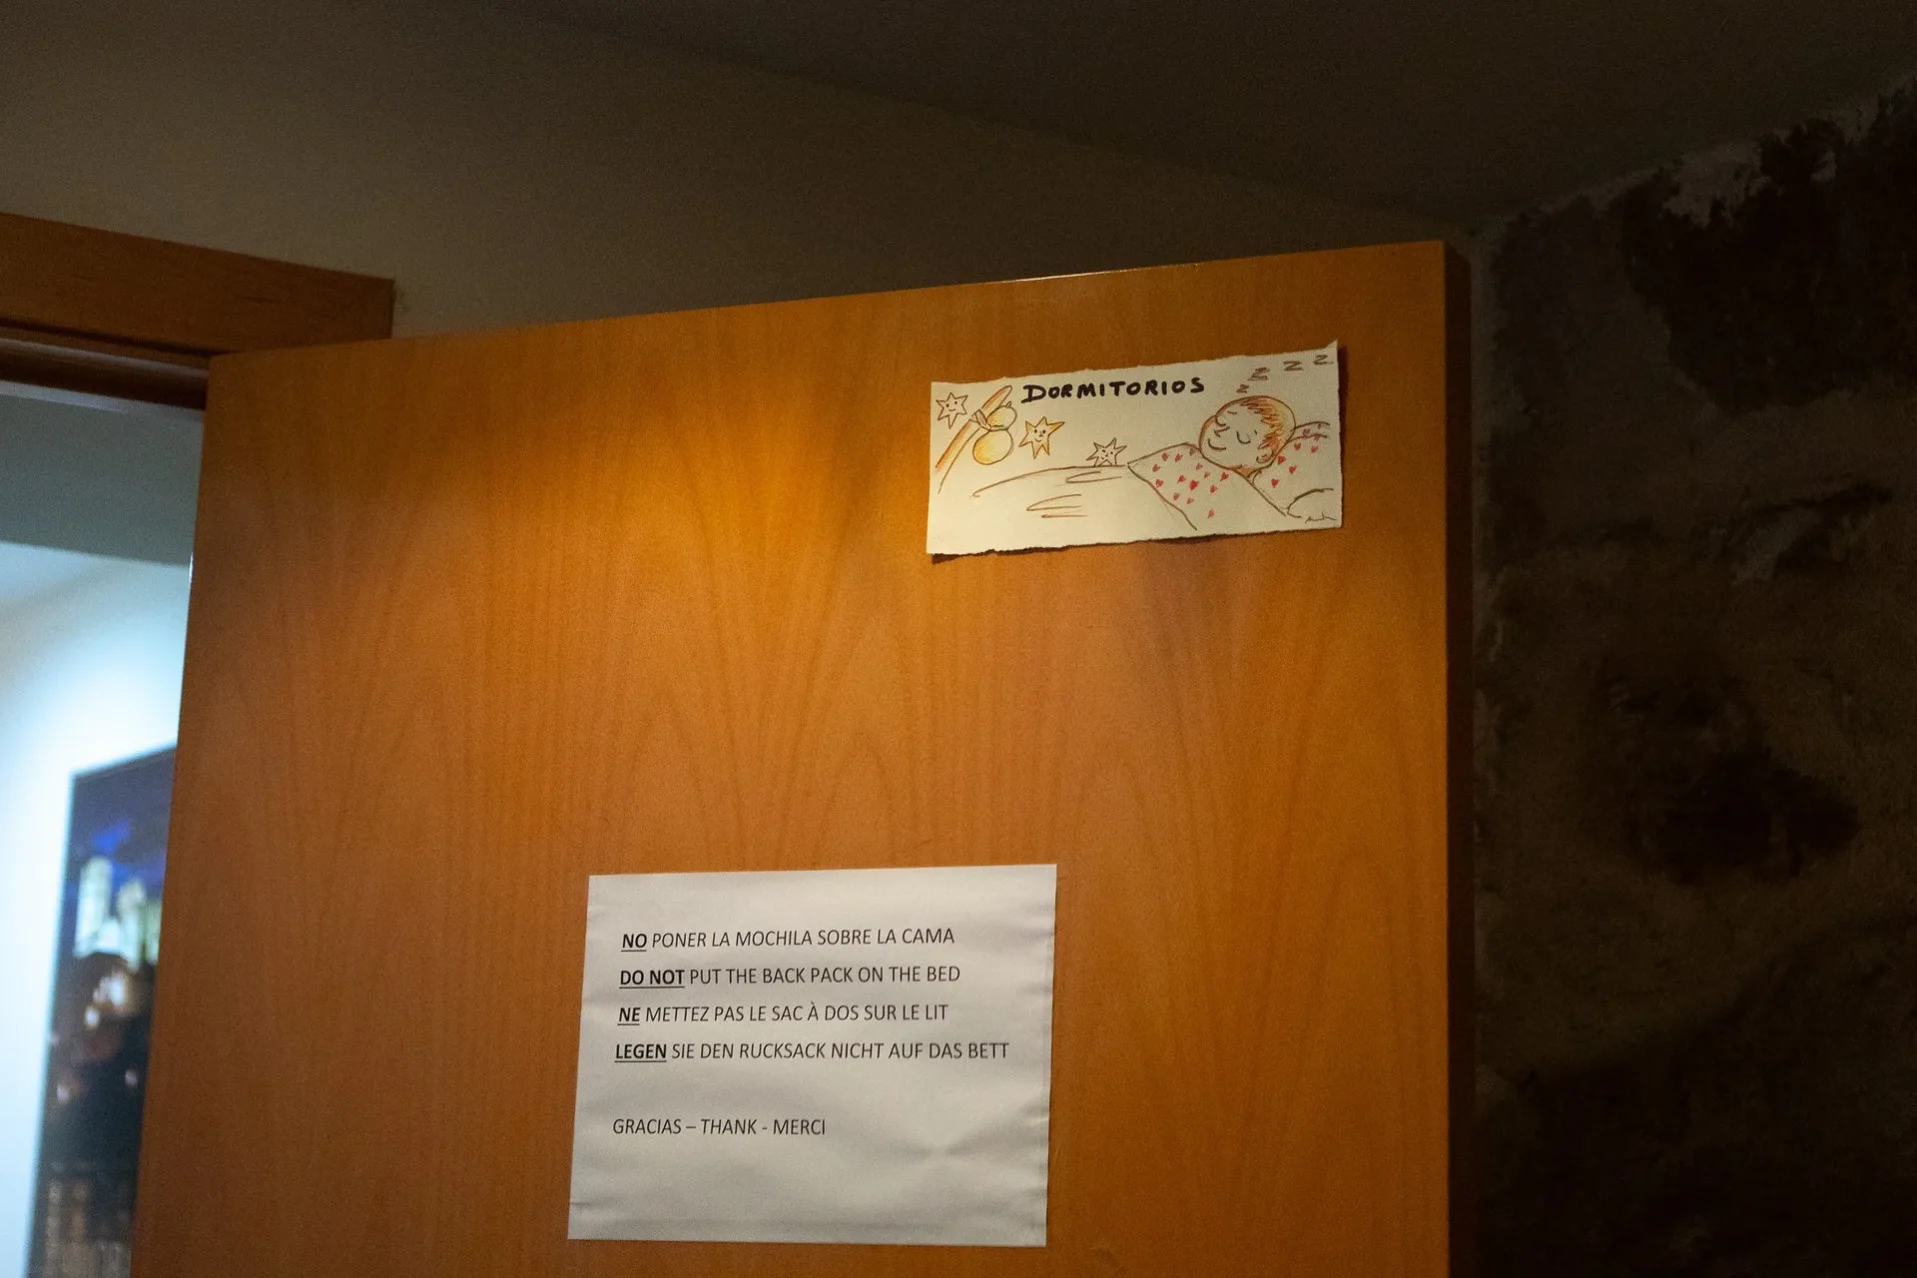 DORMITORIOS
Z Z Z Z Z
NO PONER LA MOCHILA SOBRE LA CAMA
DO NOT PUT THE BACK PACK ON THE BED
NE METTEZ PAS LE SAC À DOS SUR LE LIT
LEGEN SIE DEN RUCKSACK NICHT AUF DAS BETT
GRACIAS – THANK - MERCI